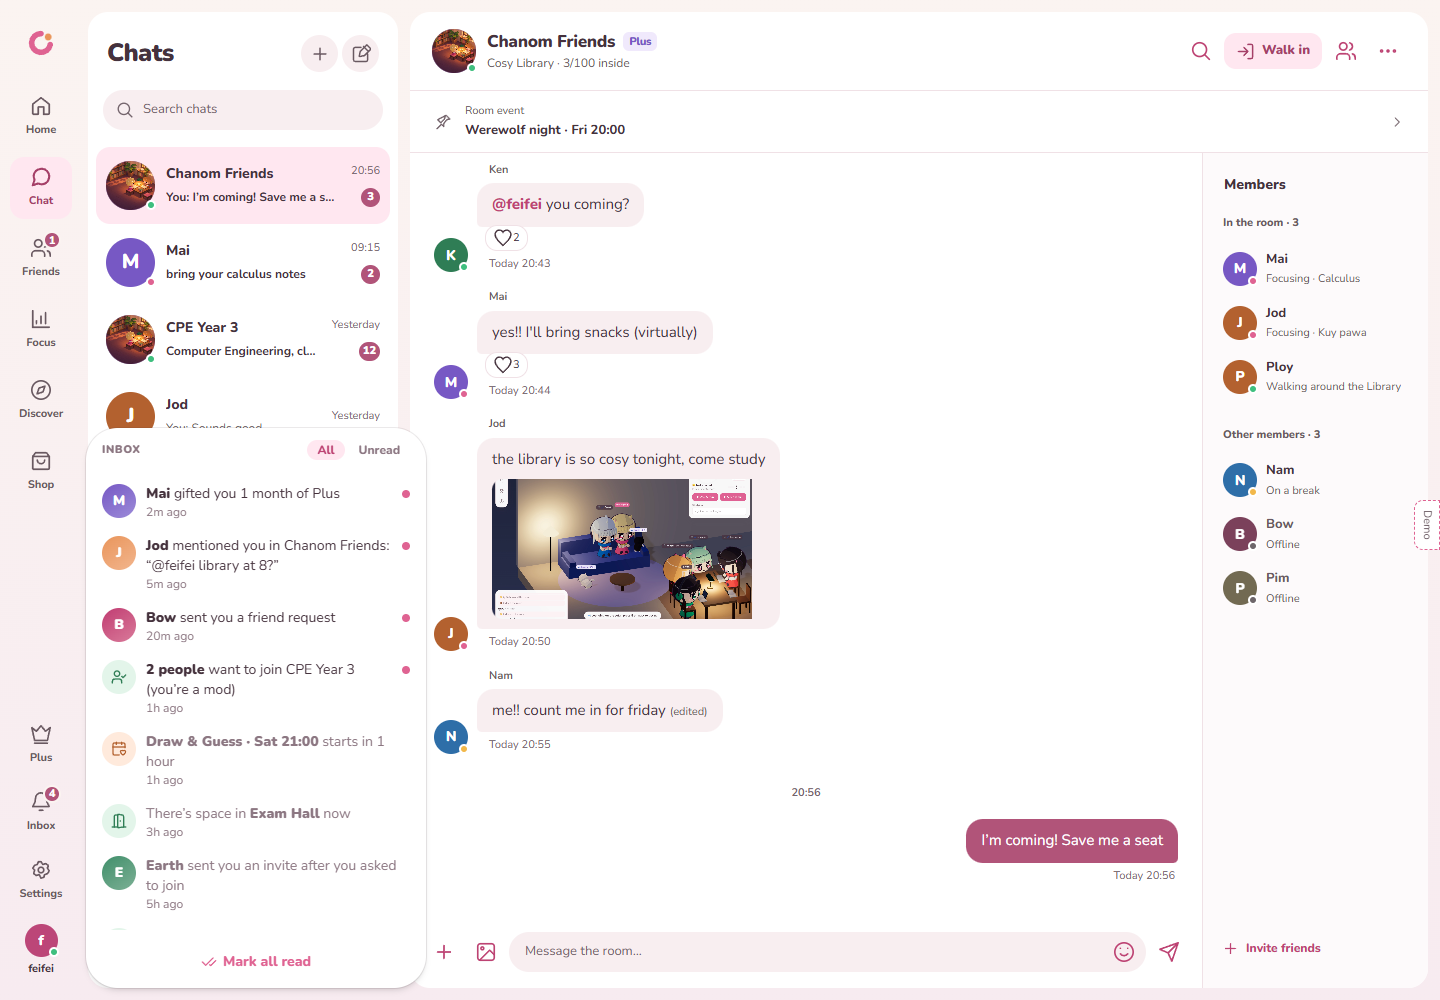 Home
Chat
1
Friends
Focus
Discover
Shop
Plus
4
Inbox
Settings
f
feifei
Chats
Search chats
Chanom Friends
20:56
You: I'm coming! Save me a s...
3
M
Mai
09:15
bring your calculus notes
2
CPE Year 3
Yesterday
Computer Engineering, cl...
12
J
Jod
Yesterday
You: Sounds good
INBOX
All
Unread
M
Mai gifted you 1 month of Plus
2m ago
J
Jod mentioned you in Chanom Friends:
“@feifei library at 8?”
5m ago
B
Bow sent you a friend request
20m ago
2 people want to join CPE Year 3
(you're a mod)
1h ago
Draw & Guess · Sat 21:00 starts in 1
hour
1h ago
There's space in Exam Hall now
3h ago
E
Earth sent you an invite after you asked
to join
5h ago
Mark all read
Chanom Friends
Plus
Cosy Library · 3/100 inside
Walk in
Room event
Werewolf night · Fri 20:00
Ken
@feifei you coming?
2
K
Today 20:43
Mai
yes!! I'll bring snacks (virtually)
3
M
Today 20:44
Jod
the library is so cosy tonight, come study
J
Today 20:50
Nam
me!! count me in for friday (edited)
N
Today 20:55
20:56
I'm coming! Save me a seat
Today 20:56
Message the room...
Members
In the room · 3
M
Mai
Focusing · Calculus
J
Jod
Focusing · Kuy pawa
P
Ploy
Walking around the Library
Other members · 3
N
Nam
On a break
B
Bow
Offline
P
Pim
Offline
Invite friends
Demo